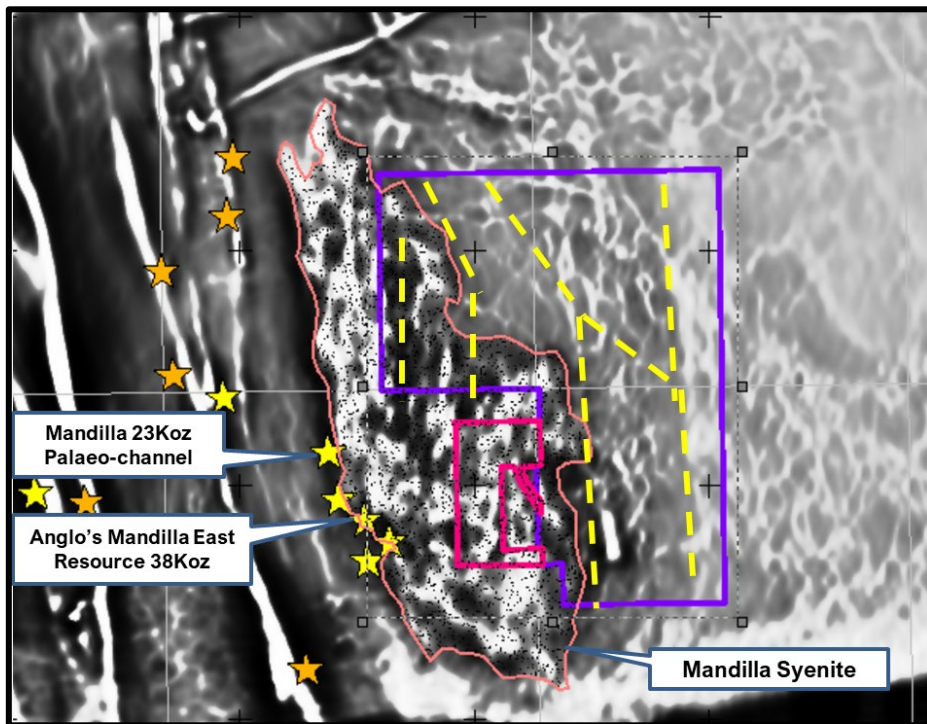 Mandilla 23Koz
Palaeo-channel
Anglo's Mandilla East
Resource 38Koz
Mandilla Syenite